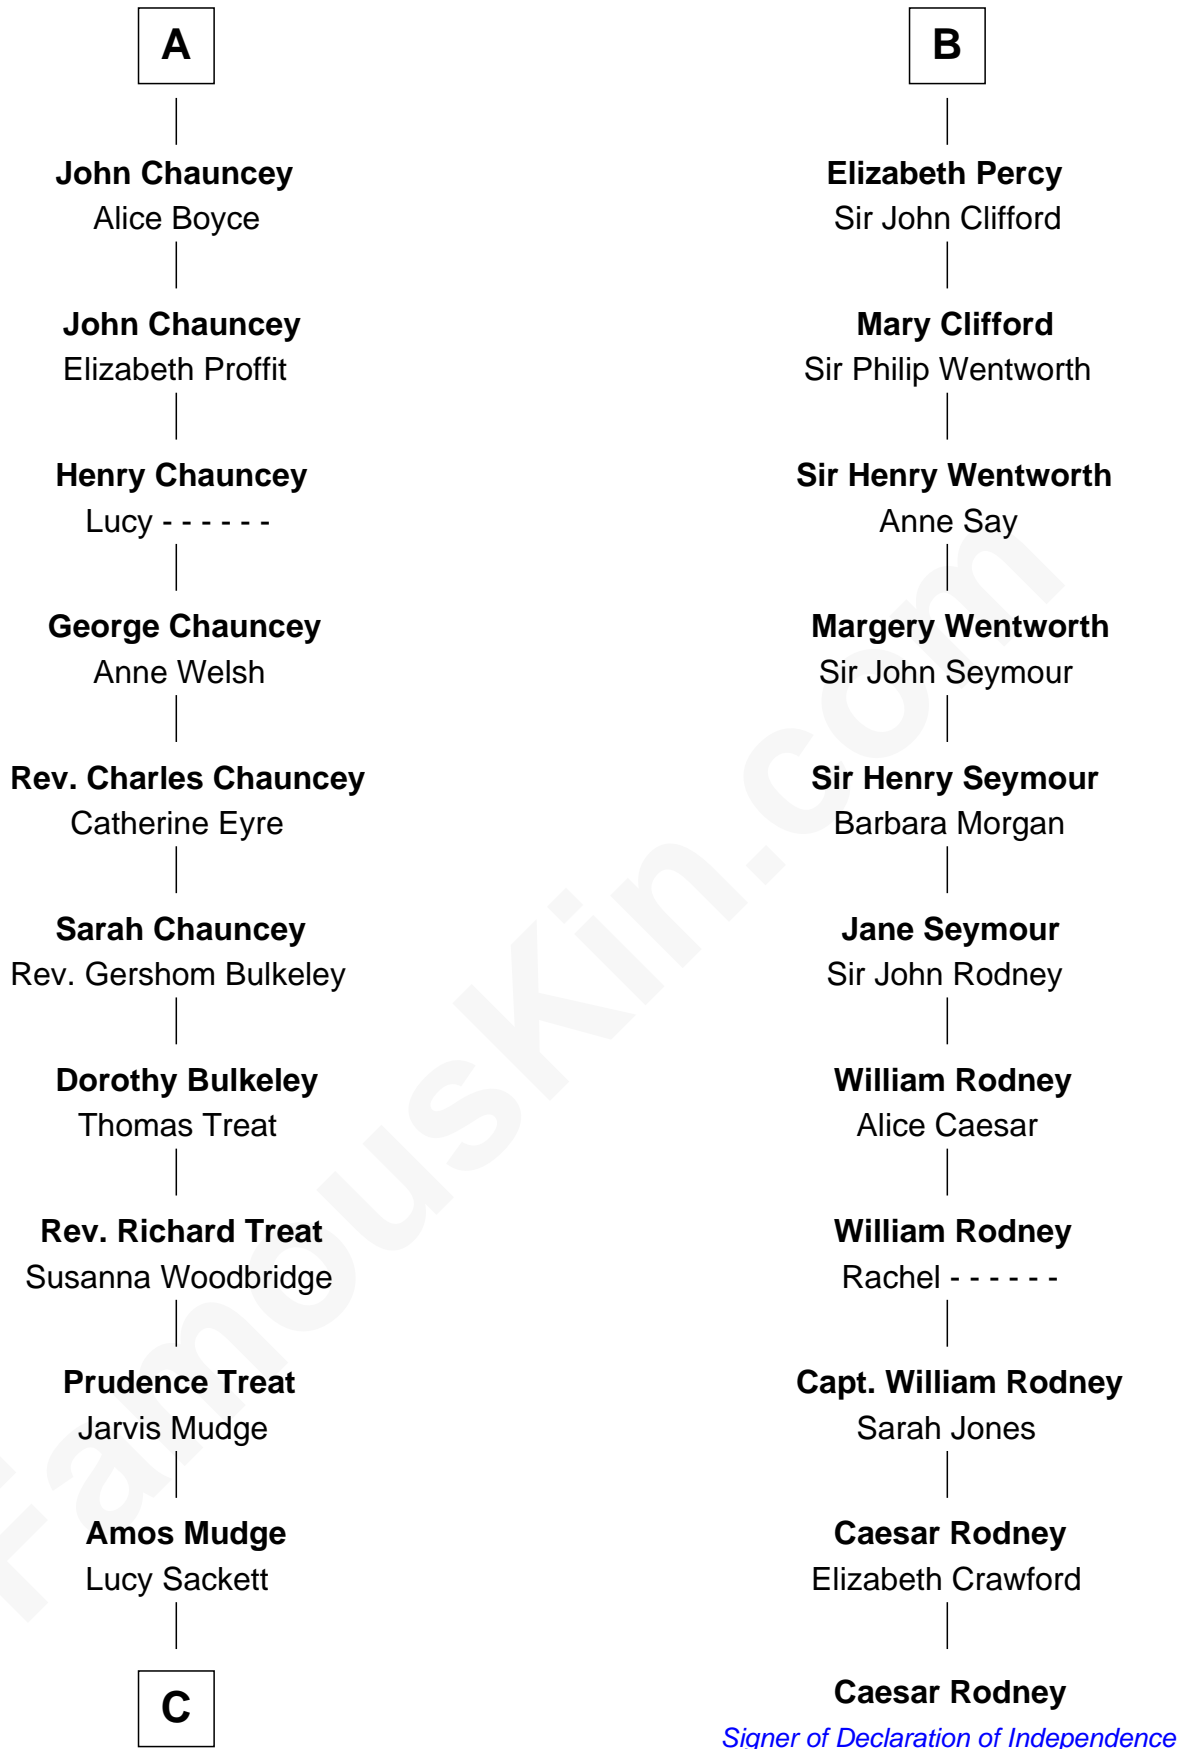 A
John Chauncey
Alice Boyce
John Chauncey
Elizabeth Proffit
Henry Chauncey
Lucy - - - - - -
George Chauncey
Anne Welsh
Rev. Charles Chauncey
Catherine Eyre
Sarah Chauncey
Rev. Gershom Bulkeley
Dorothy Bulkeley
Thomas Treat
Rev. Richard Treat
Susanna Woodbridge
Prudence Treat
Jarvis Mudge
Amos Mudge
Lucy Sackett
C
B
Elizabeth Percy
Sir John Clifford
Mary Clifford
Sir Philip Wentworth
Sir Henry Wentworth
Anne Say
Margery Wentworth
Sir John Seymour
Sir Henry Seymour
Barbara Morgan
Jane Seymour
Sir John Rodney
William Rodney
Alice Caesar
William Rodney
Rachel - - - - - -
Capt. William Rodney
Sarah Jones
Caesar Rodney
Elizabeth Crawford
Caesar Rodney
Signer of Declaration of Independence
FamousKin.com